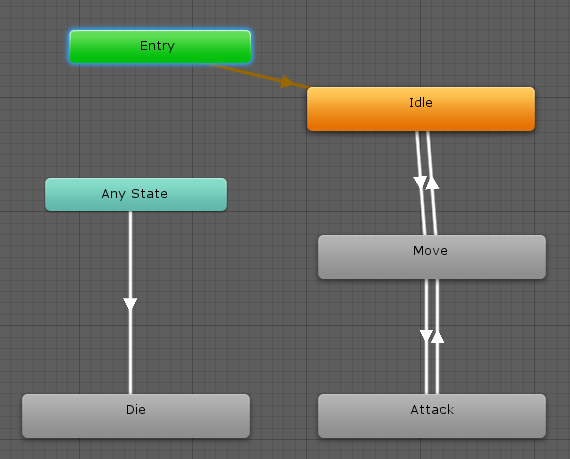 Entry
Idle
Any State
Move
Die
Attack